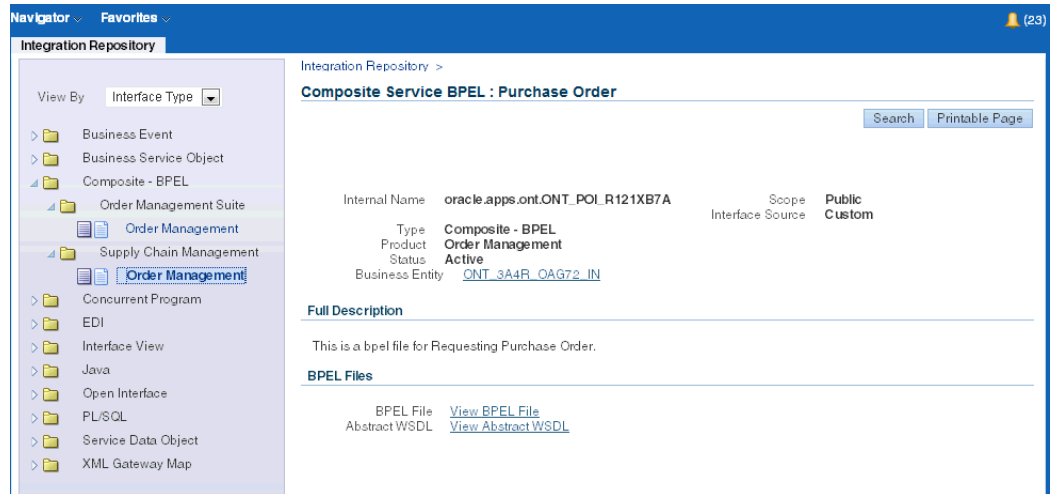 Navigator Favorites (23)
Integration Repository
View By Interface Type
Business Event
Business Service Object
Composite - BPEL
Order Management Suite
Order Management
Supply Chain Management
Order Management
Concurrent Program
EDI
Interface View
Java
Open Interface
PL/SQL
Service Data Object
XML Gateway Map
Integration Repository >
Composite Service BPEL : Purchase Order
Search Printable Page
Internal Name oracle.apps.ont.ONT_POI_R121XB7A
Scope Public
Interface Source Custom
Type Composite - BPEL
Product Order Management
Status Active
Business Entity ONT_3A4R_OAG72_IN
Full Description
This is a bpel file for Requesting Purchase Order.
BPEL Files
BPEL File View BPEL File
Abstract WSDL View Abstract WSDL